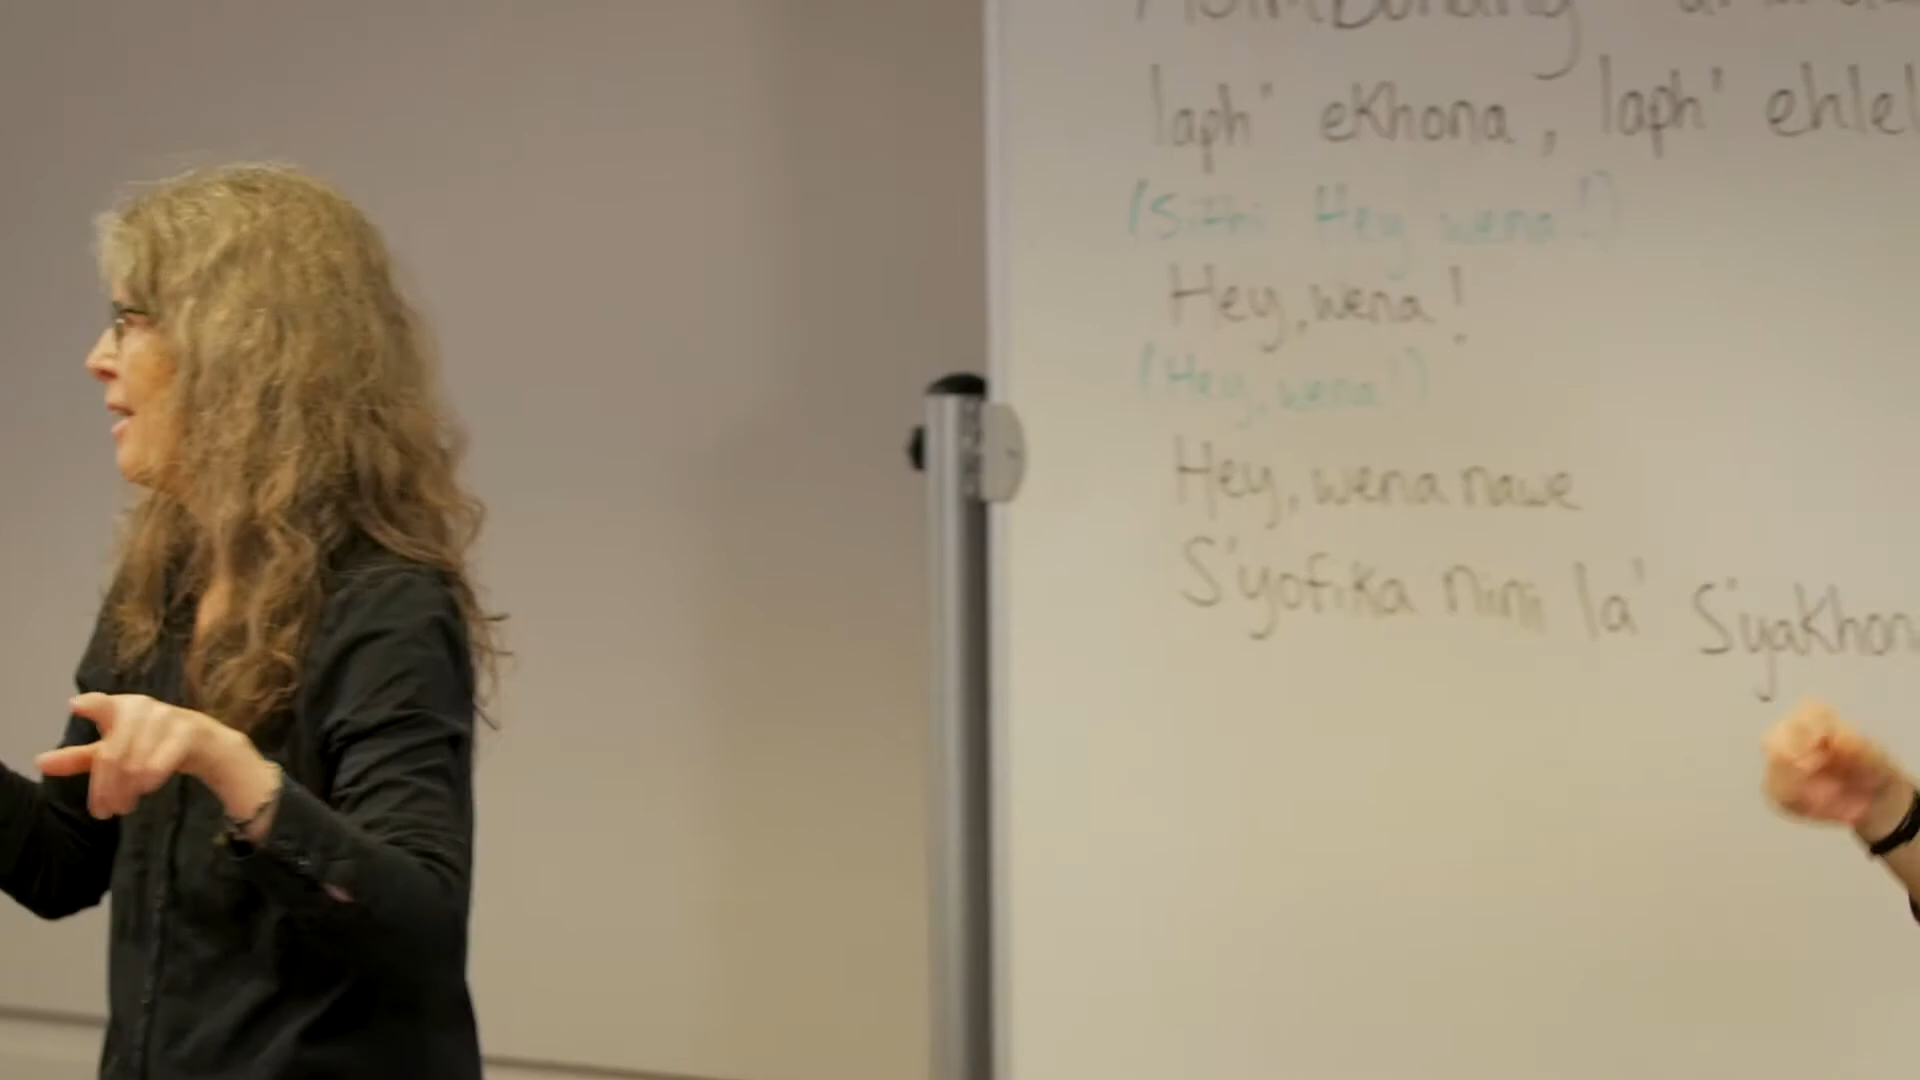 laph' ekhona, laph' ehlel
(Sithi Hey wena!)
Hey, wena!
(Hey, wena!)
Hey, wena nawe
S'yofika nini la' S'yakhon